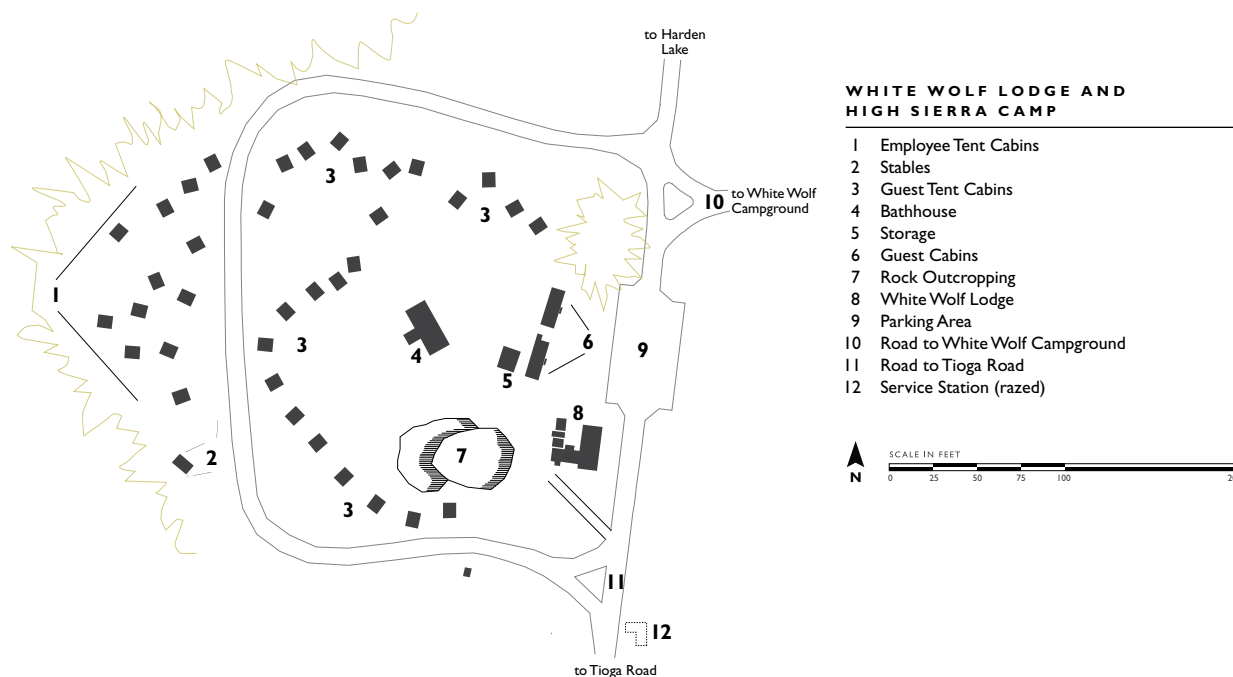 to Harden
Lake
3
3
10
to White Wolf
Campground
1
3
4
5
6
9
8
7
2
3
11
12
to Tioga Road
WHITE WOLF LODGE AND
HIGH SIERRA CAMP
1 Employee Tent Cabins
2 Stables
3 Guest Tent Cabins
4 Bathhouse
5 Storage
6 Guest Cabins
7 Rock Outcropping
8 White Wolf Lodge
9 Parking Area
10 Road to White Wolf Campground
11 Road to Tioga Road
12 Service Station (razed)
N
SCALE IN FEET
0 25 50 75 100